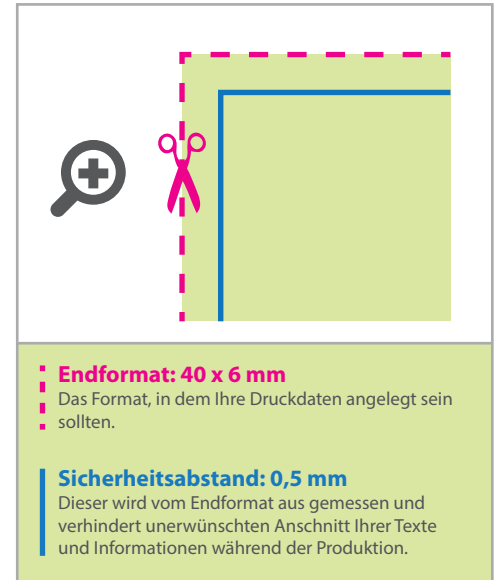 Endformat: 40 x 6 mm
Das Format, in dem Ihre Druckdaten angelegt sein
sollten.
Sicherheitsabstand: 0,5 mm
Dieser wird vom Endformat aus gemessen und
verhindert unerwünschten Anschnitt Ihrer Texte
und Informationen während der Produktion.